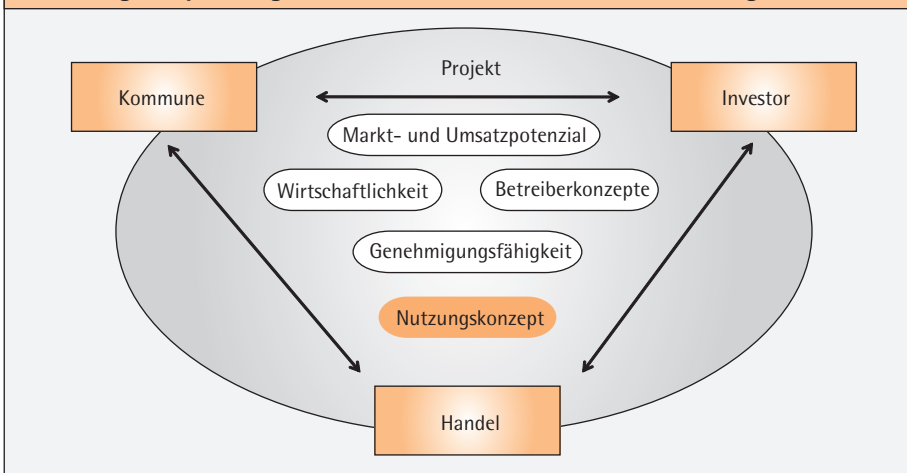 Projekt
Kommune
Investor
Markt- und Umsatzpotenzial
Wirtschaftlichkeit
Betreiberkonzepte
Genehmigungsfähigkeit
Nutzungskonzept
Handel